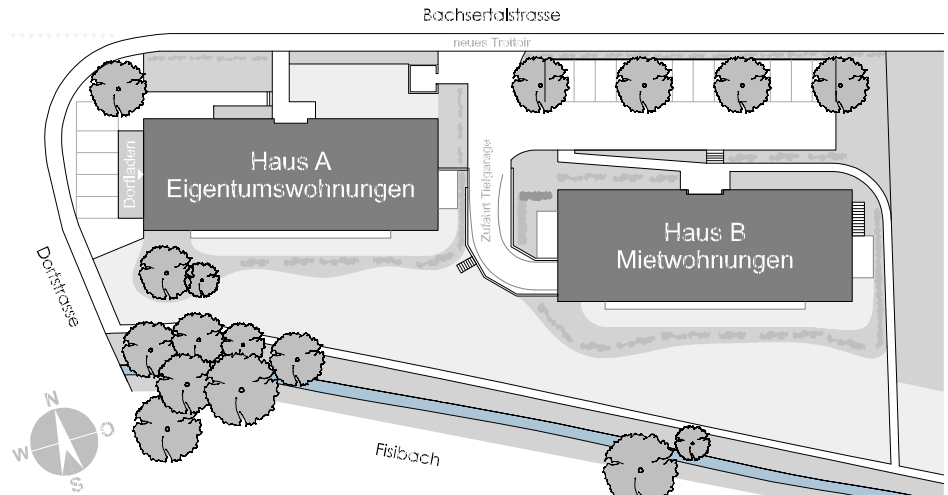 Bachsertalstrasse
neues Trottoir
Haus A
Eigentumswohnungen
Dorfladen
Zufahrt Tiefgarage
Haus B
Mietwohnungen
Dorfstrasse
Fisibach
N
W
O
S